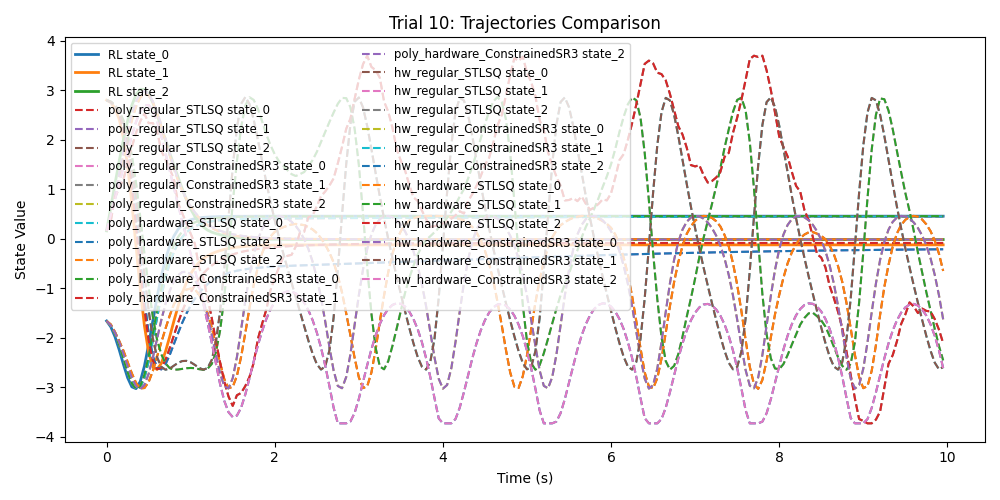 Trial 10: Trajectories Comparison
4
3
2
1
0
−1
−2
−3
−4
State Value
RL state_0
RL state_1
RL state_2
poly_regular_STLSQ state_0
poly_regular_STLSQ state_1
poly_regular_STLSQ state_2
poly_regular_ConstrainedSR3 state_0
poly_regular_ConstrainedSR3 state_1
poly_regular_ConstrainedSR3 state_2
poly_hardware_STLSQ state_0
poly_hardware_STLSQ state_1
poly_hardware_STLSQ state_2
poly_hardware_ConstrainedSR3 state_0
poly_hardware_ConstrainedSR3 state_1
poly_hardware_ConstrainedSR3 state_2
hw_regular_STLSQ state_0
hw_regular_STLSQ state_1
hw_regular_STLSQ state_2
hw_regular_ConstrainedSR3 state_0
hw_regular_ConstrainedSR3 state_1
hw_regular_ConstrainedSR3 state_2
hw_hardware_STLSQ state_0
hw_hardware_STLSQ state_1
hw_hardware_STLSQ state_2
hw_hardware_ConstrainedSR3 state_0
hw_hardware_ConstrainedSR3 state_1
hw_hardware_ConstrainedSR3 state_2
0 2 4 6 8 10
Time (s)